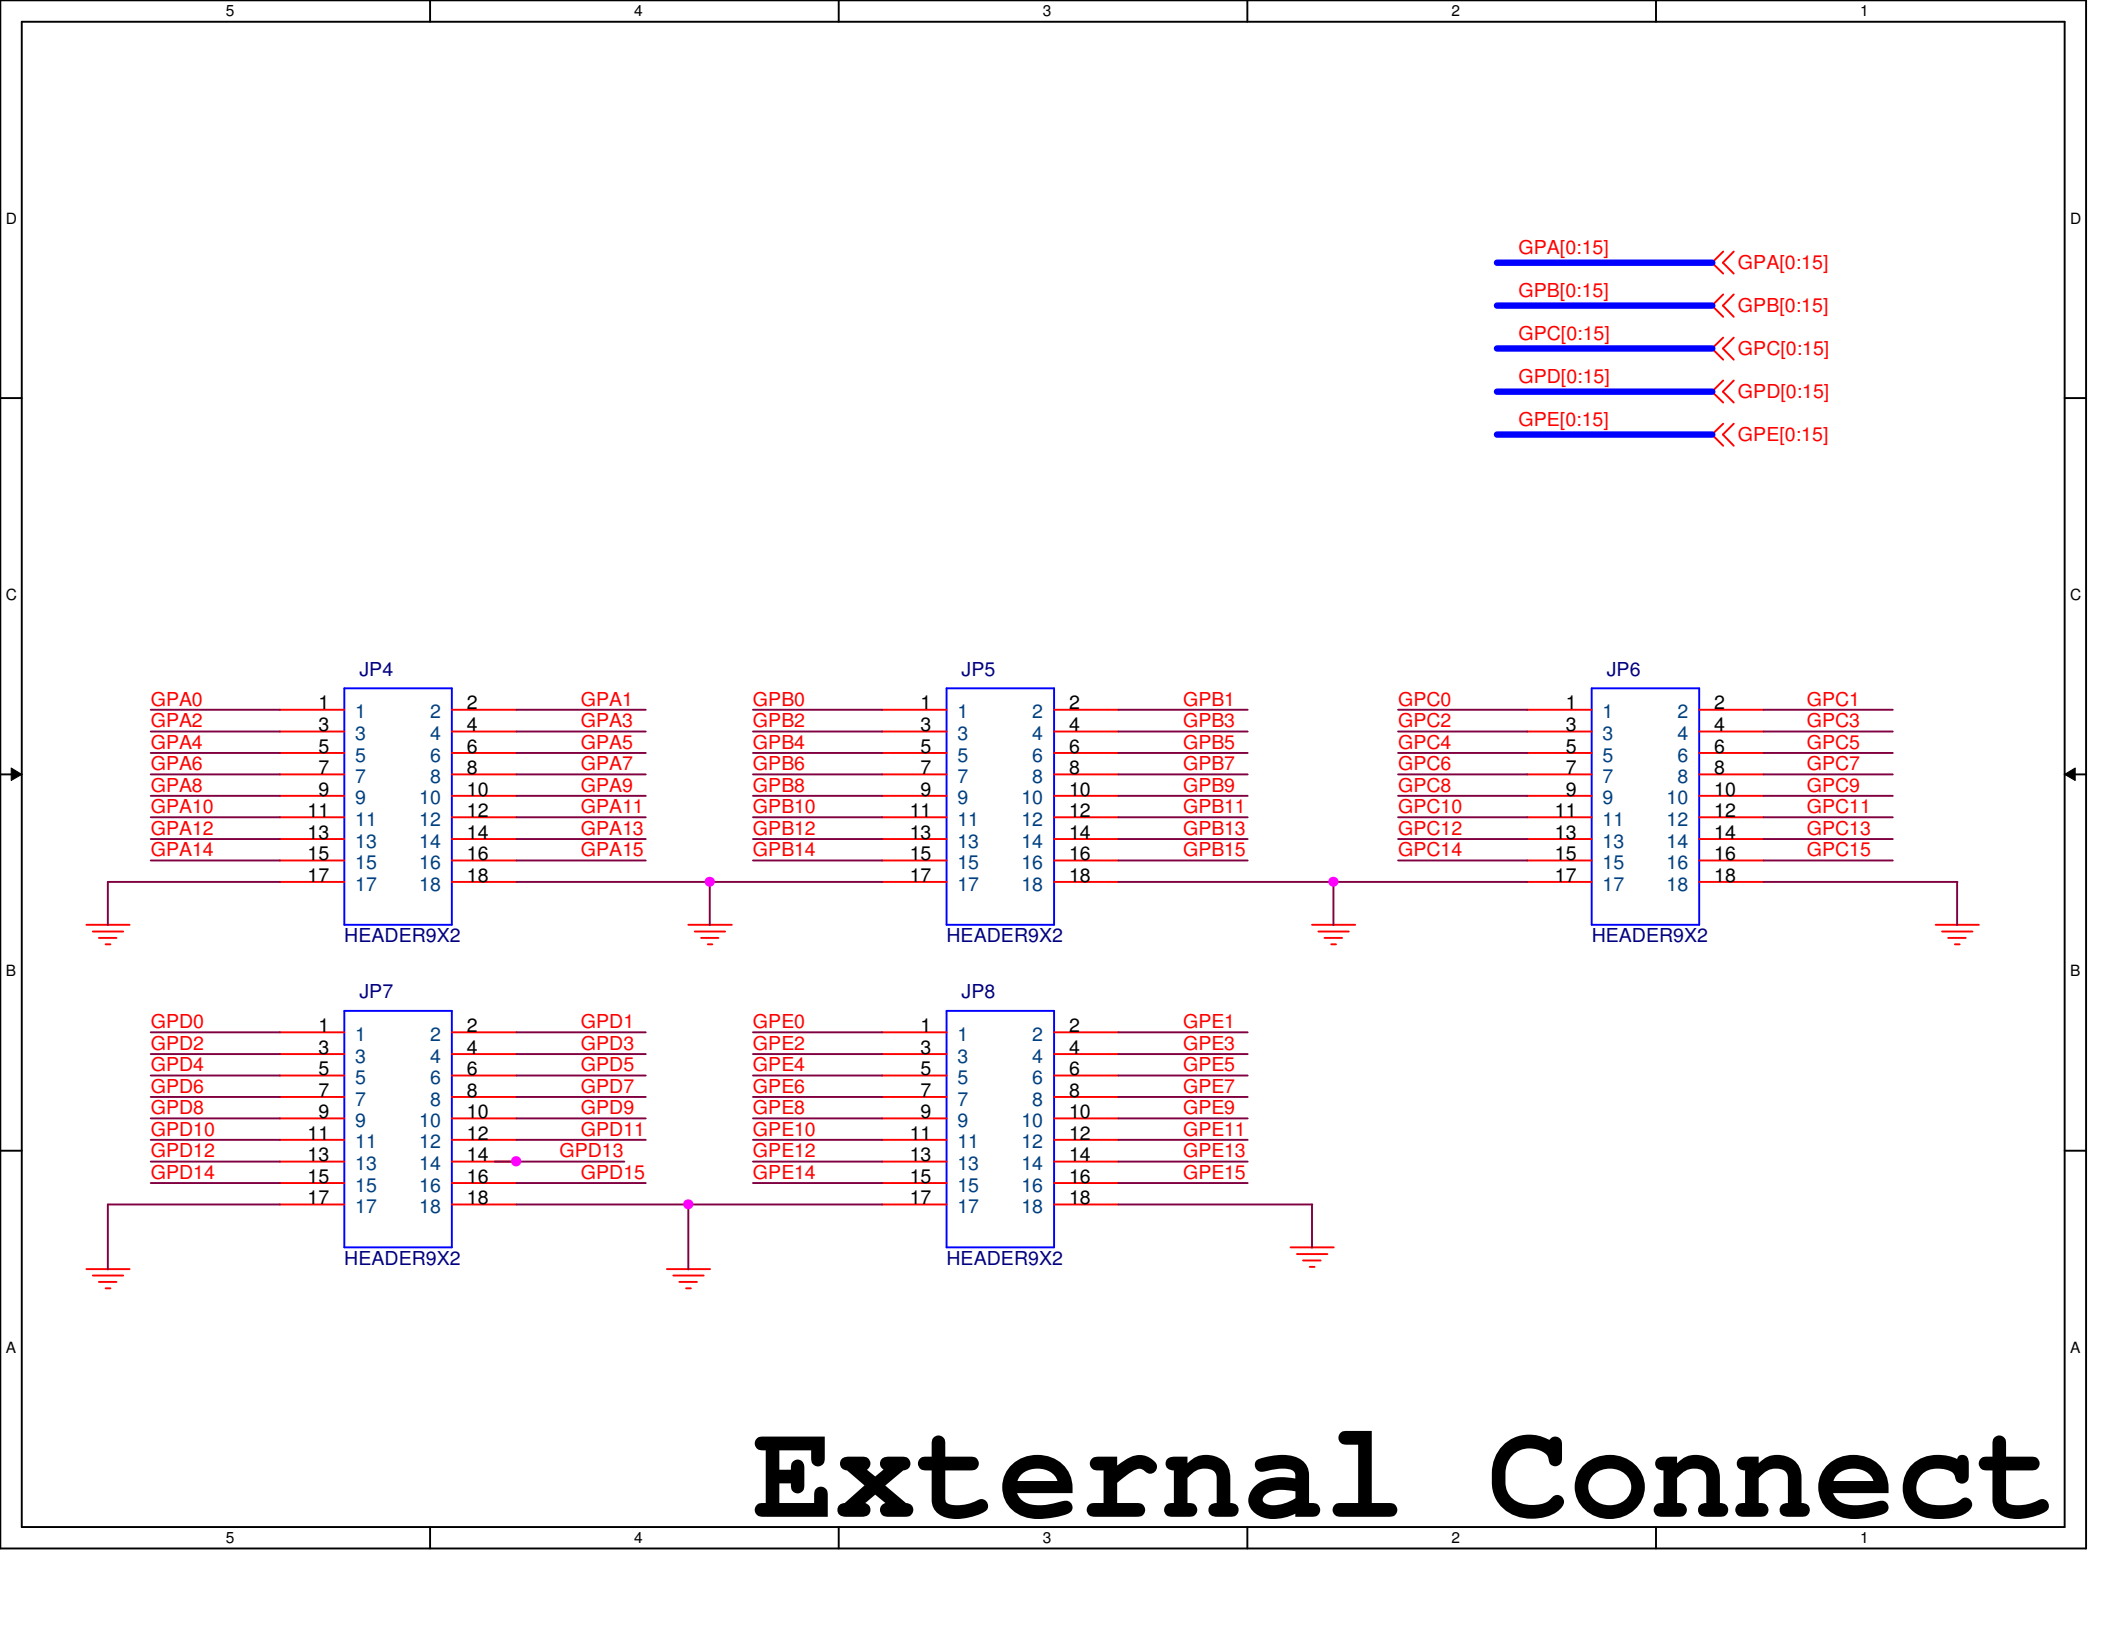 5 4 3 2 1
D D
GPA[0:15] GPA[0:15]
GPB[0:15] GPB[0:15]
GPC[0:15] GPC[0:15]
GPD[0:15] GPD[0:15]
GPE[0:15] GPE[0:15]
C C
JP4 JP5 JP6
GPA0 1 1 2 2 GPA1 GPB0 1 1 2 2 GPB1 GPC0 1 1 2 2 GPC1
GPA2 3 3 4 4 GPA3 GPB2 3 3 4 4 GPB3 GPC2 3 3 4 4 GPC3
GPA4 5 5 6 6 GPA5 GPB4 5 5 6 6 GPB5 GPC4 5 5 6 6 GPC5
GPA6 7 7 8 8 GPA7 GPB6 7 7 8 8 GPB7 GPC6 7 7 8 8 GPC7
GPA8 9 9 10 10 GPA9 GPB8 9 9 10 10 GPB9 GPC8 9 9 10 10 GPC9
GPA10 11 11 12 12 GPA11 GPB10 11 11 12 12 GPB11 GPC10 11 11 12 12 GPC11
GPA12 13 13 14 14 GPA13 GPB12 13 13 14 14 GPB13 GPC12 13 13 14 14 GPC13
GPA14 15 15 16 16 GPA15 GPB14 15 15 16 16 GPB15 GPC14 15 15 16 16 GPC15
17 17 18 18 17 17 18 18 17 17 18 18
HEADER9X2 HEADER9X2 HEADER9X2
B B
JP7 JP8
GPD0 1 1 2 2 GPD1 GPE0 1 1 2 2 GPE1
GPD2 3 3 4 4 GPD3 GPE2 3 3 4 4 GPE3
GPD4 5 5 6 6 GPD5 GPE4 5 5 6 6 GPE5
GPD6 7 7 8 8 GPD7 GPE6 7 7 8 8 GPE7
GPD8 9 9 10 10 GPD9 GPE8 9 9 10 10 GPE9
GPD10 11 11 12 12 GPD11 GPE10 11 11 12 12 GPE11
GPD12 13 13 14 14 GPD13 GPE12 13 13 14 14 GPE13
GPD14 15 15 16 16 GPD15 GPE14 15 15 16 16 GPE15
17 17 18 18 17 17 18 18
HEADER9X2 HEADER9X2
A A
External Connect
5 4 3 2 1